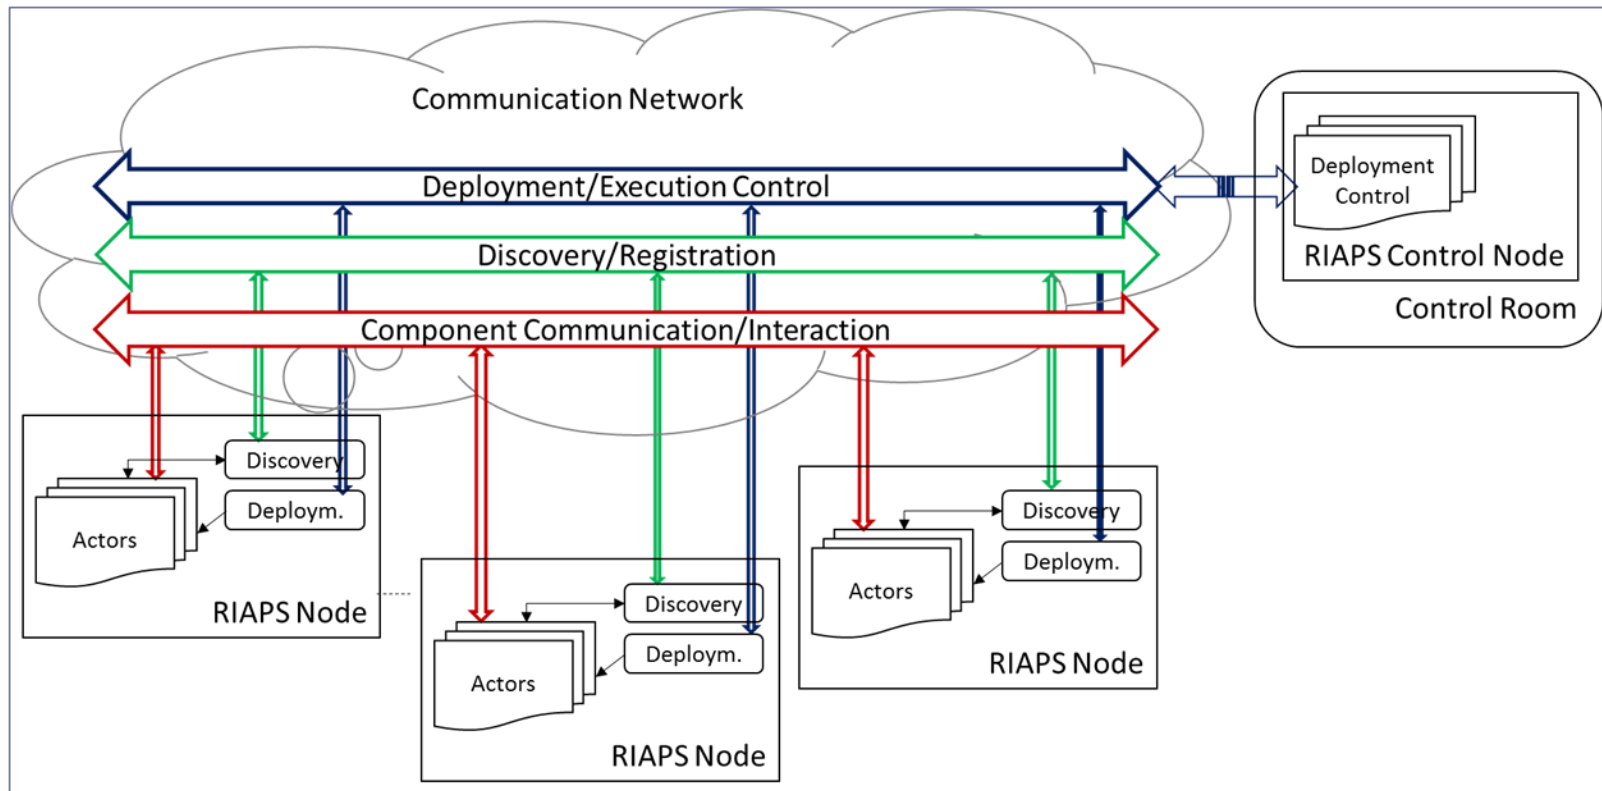 Communication Network
Deployment/Execution Control
Discovery/Registration
Component Communication/Interaction
Deployment
Control
RIAPS Control Node
Control Room
Discovery
Deploym.
Actors
RIAPS Node
Discovery
Deploym.
Actors
RIAPS Node
Discovery
Deploym.
Actors
RIAPS Node